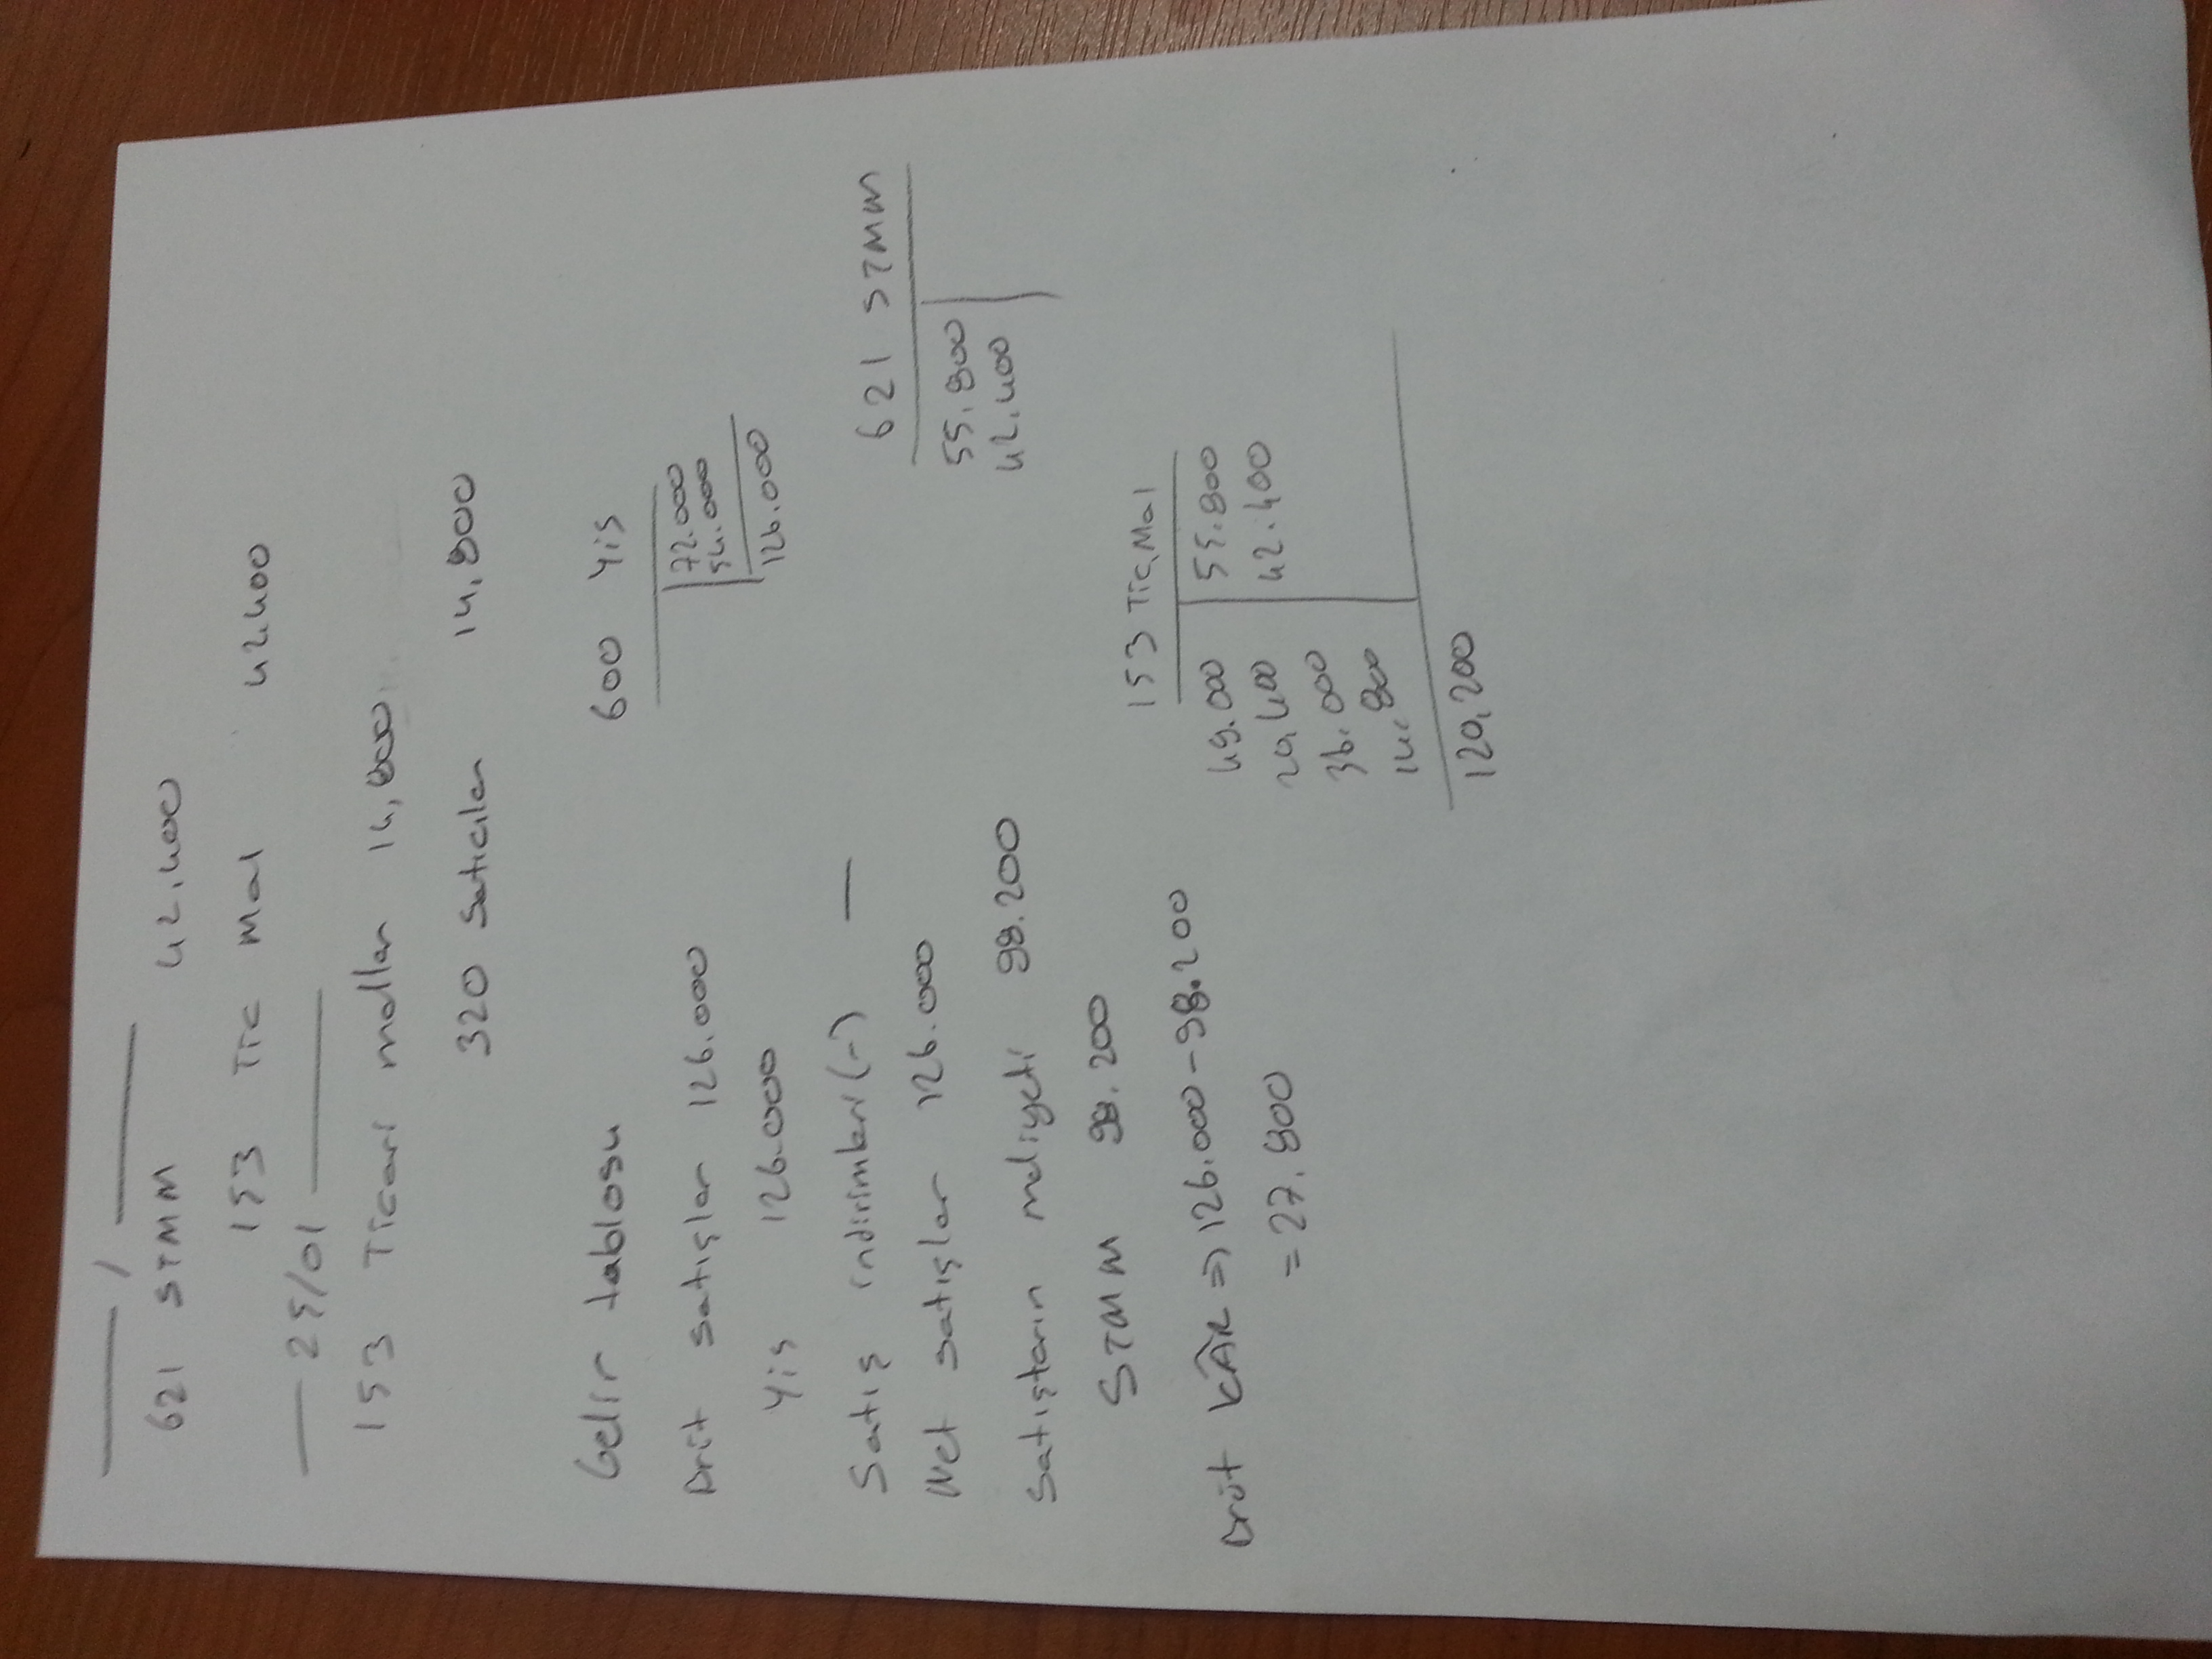 /
621 STMM 42.400
153 Tic Mal 42.400
25/01
153 Ticari mallar 14,800
320 Satıcılar 14,800
Gelir tablosu
Brüt satışlar 126.000
Yis 126.000
Satış indirimleri (-) —
Net satışlar 126.000
Satışların maliyeti 98.200
STMM 98.200
Brüt KÂR => 126.000-98.200
= 27.800
600 Yis
72.000
54.000
126.000
621 STMM
55.800
42.400
153 Tic, Mal
49.000 55.800
20,400 42.400
36.000
14,800
120,200